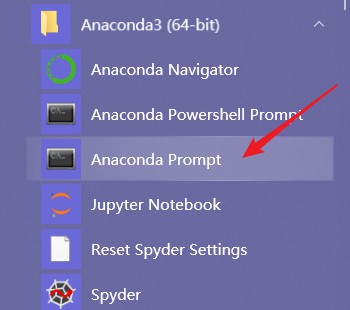 Anaconda3 (64-bit)
Anaconda Navigator
Anaconda Powershell Prompt
Anaconda Prompt
Jupyter Notebook
Reset Spyder Settings
Spyder